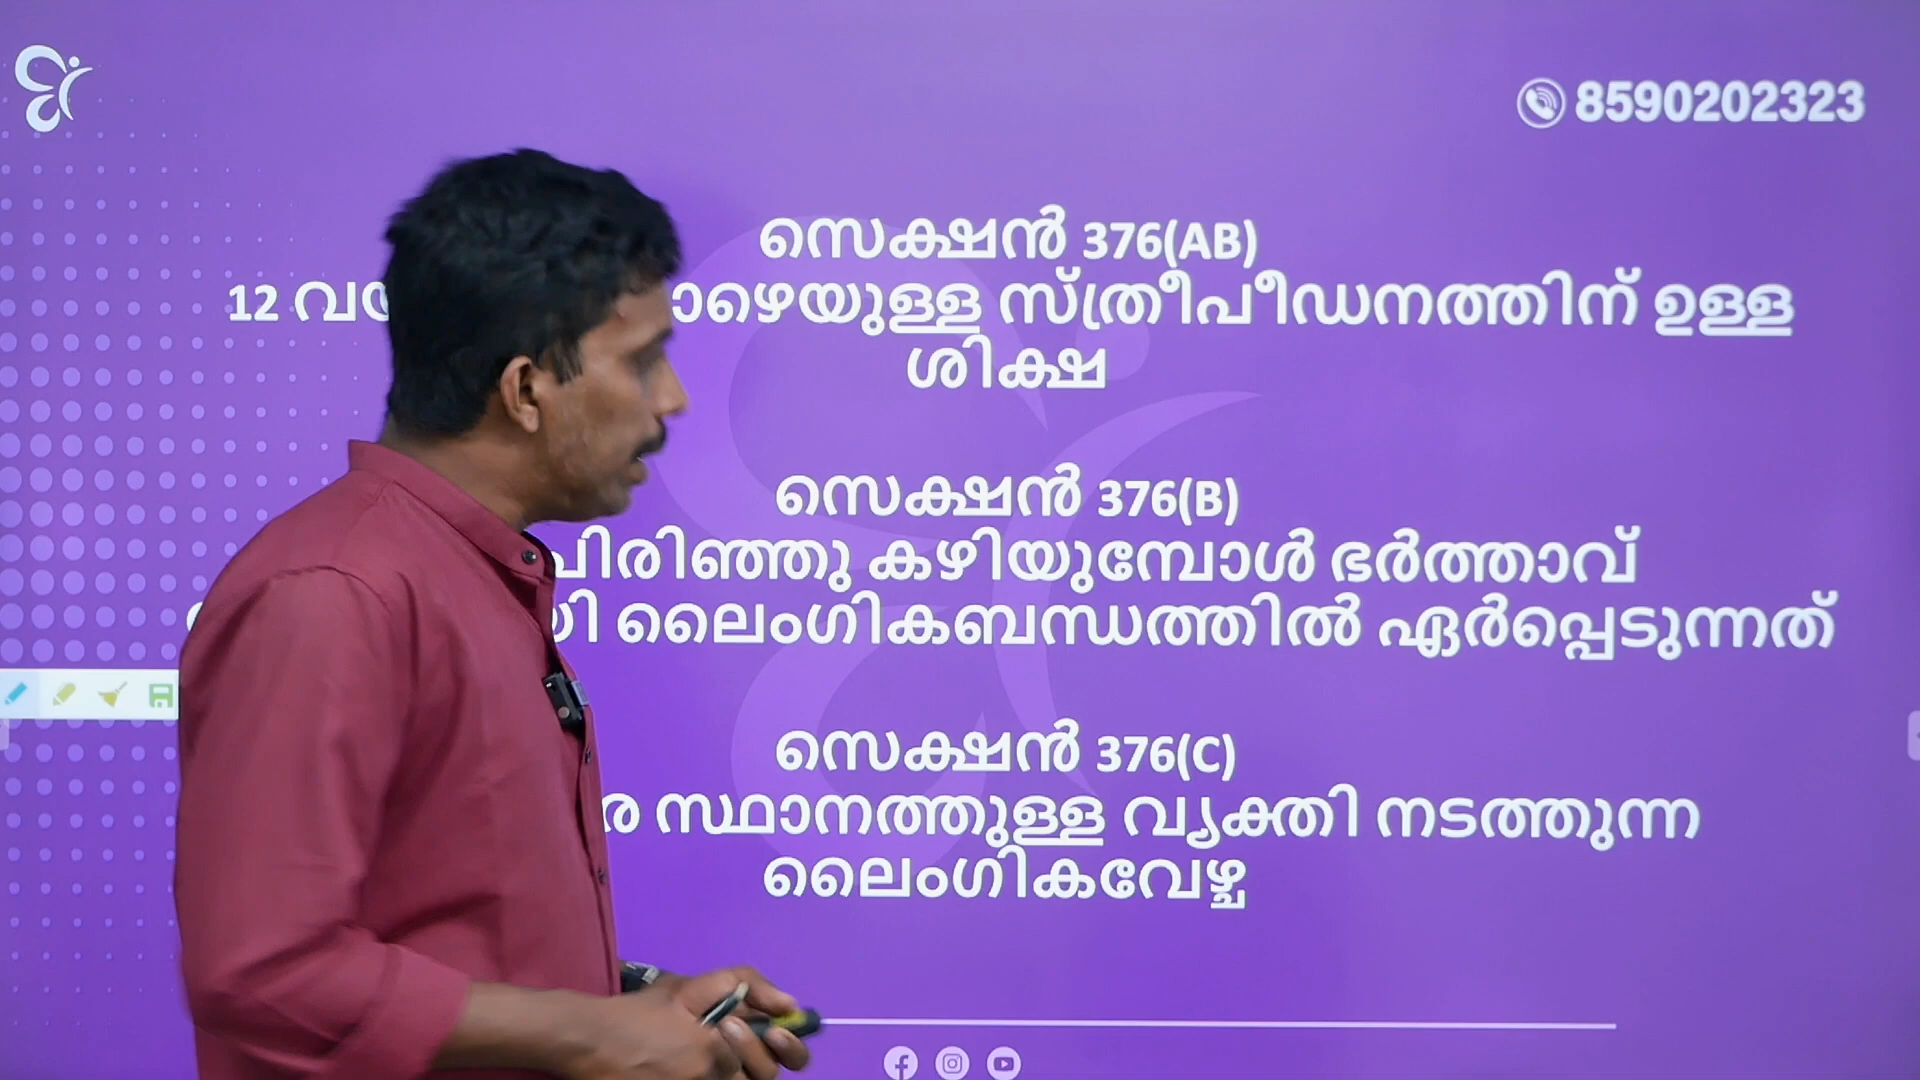 8590202323
സെക്ഷൻ 376(AB)
12 സ്ത്രീപീഡനത്തിന് ഉള്ള
ശിക്ഷ
സെക്ഷൻ 376(B)
കഴിയുമ്പോൾ ഭർത്താവ്
ലൈംഗികബന്ധത്തിൽ ഏർപ്പെടുന്നത്
സെക്ഷൻ 376(C)
സ്ഥാനത്തുള്ള വ്യക്തി നടത്തുന്ന
ലൈംഗികവേഴ്ച